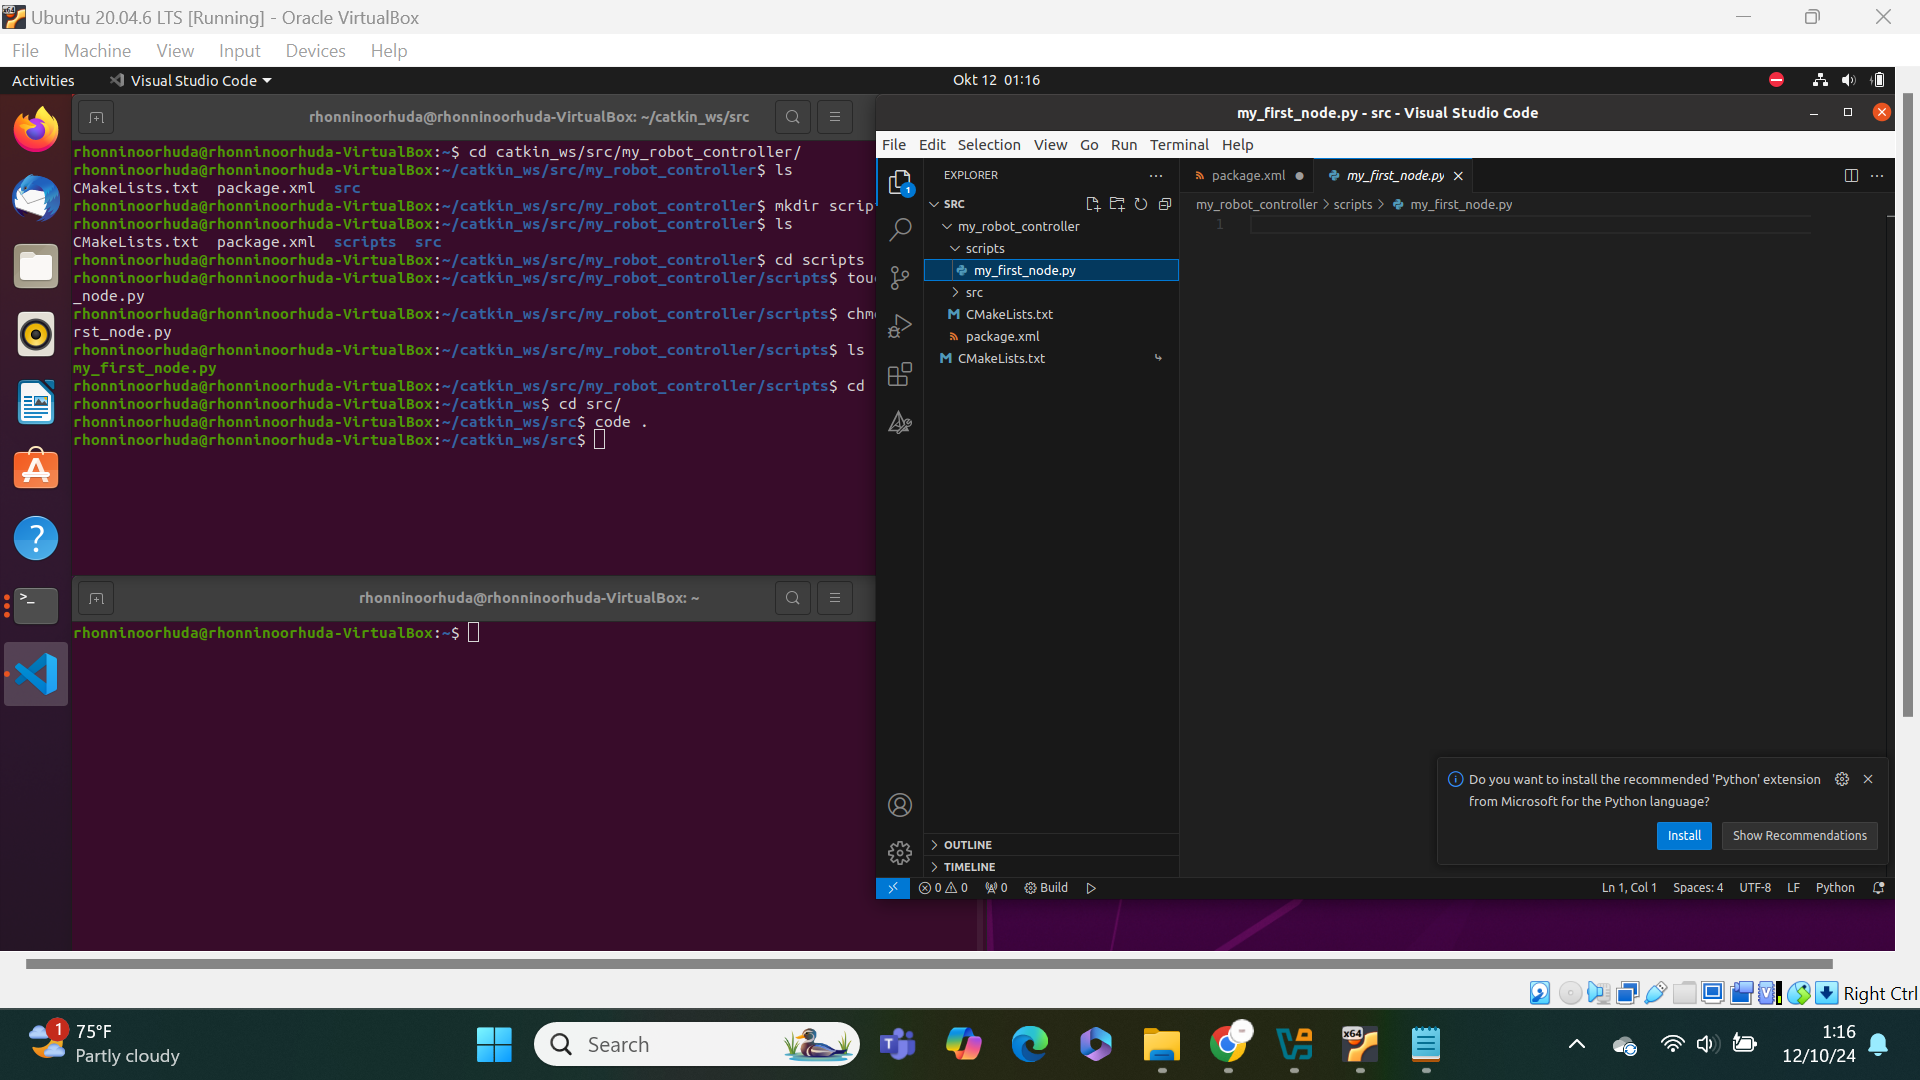 Ubuntu 20.04.6 LTS [Running] - Oracle VirtualBox
File Machine View Input Devices Help
Activities Visual Studio Code Okt 12 01:16
rhonninoorhuda@rhonninoorhuda-VirtualBox: ~/catkin_ws/src
rhonninoorhuda@rhonninoorhuda-VirtualBox:~$ cd catkin_ws/src/my_robot_controller/
rhonninoorhuda@rhonninoorhuda-VirtualBox:~/catkin_ws/src/my_robot_controller$ ls
CMakeLists.txt package.xml src
rhonninoorhuda@rhonninoorhuda-VirtualBox:~/catkin_ws/src/my_robot_controller$ mkdir scrip
rhonninoorhuda@rhonninoorhuda-VirtualBox:~/catkin_ws/src/my_robot_controller$ ls
CMakeLists.txt package.xml scripts src
rhonninoorhuda@rhonninoorhuda-VirtualBox:~/catkin_ws/src/my_robot_controller$ cd scripts
rhonninoorhuda@rhonninoorhuda-VirtualBox:~/catkin_ws/src/my_robot_controller/scripts$ tou
_node.py
rhonninoorhuda@rhonninoorhuda-VirtualBox:~/catkin_ws/src/my_robot_controller/scripts$ chm
rst_node.py
rhonninoorhuda@rhonninoorhuda-VirtualBox:~/catkin_ws/src/my_robot_controller/scripts$ ls
my_first_node.py
rhonninoorhuda@rhonninoorhuda-VirtualBox:~/catkin_ws/src/my_robot_controller/scripts$ cd
rhonninoorhuda@rhonninoorhuda-VirtualBox:~/catkin_ws$ cd src/
rhonninoorhuda@rhonninoorhuda-VirtualBox:~/catkin_ws/src$ code .
rhonninoorhuda@rhonninoorhuda-VirtualBox:~/catkin_ws/src$
rhonninoorhuda@rhonninoorhuda-VirtualBox: ~
rhonninoorhuda@rhonninoorhuda-VirtualBox:~$
my_first_node.py - src - Visual Studio Code
File Edit Selection View Go Run Terminal Help
EXPLORER
package.xml
my_first_node.py
SRC
my_robot_controller > scripts > my_first_node.py
1
1
my_robot_controller
scripts
my_first_node.py
src
CMakeLists.txt
package.xml
CMakeLists.txt
OUTLINE
TIMELINE
Do you want to install the recommended 'Python' extension
from Microsoft for the Python language?
Install
Show Recommendations
0 0 0 Build
Ln 1, Col 1 Spaces: 4 UTF-8 LF Python
Right Ctrl
1
75°F
Partly cloudy
Search
x64
1:16
12/10/24